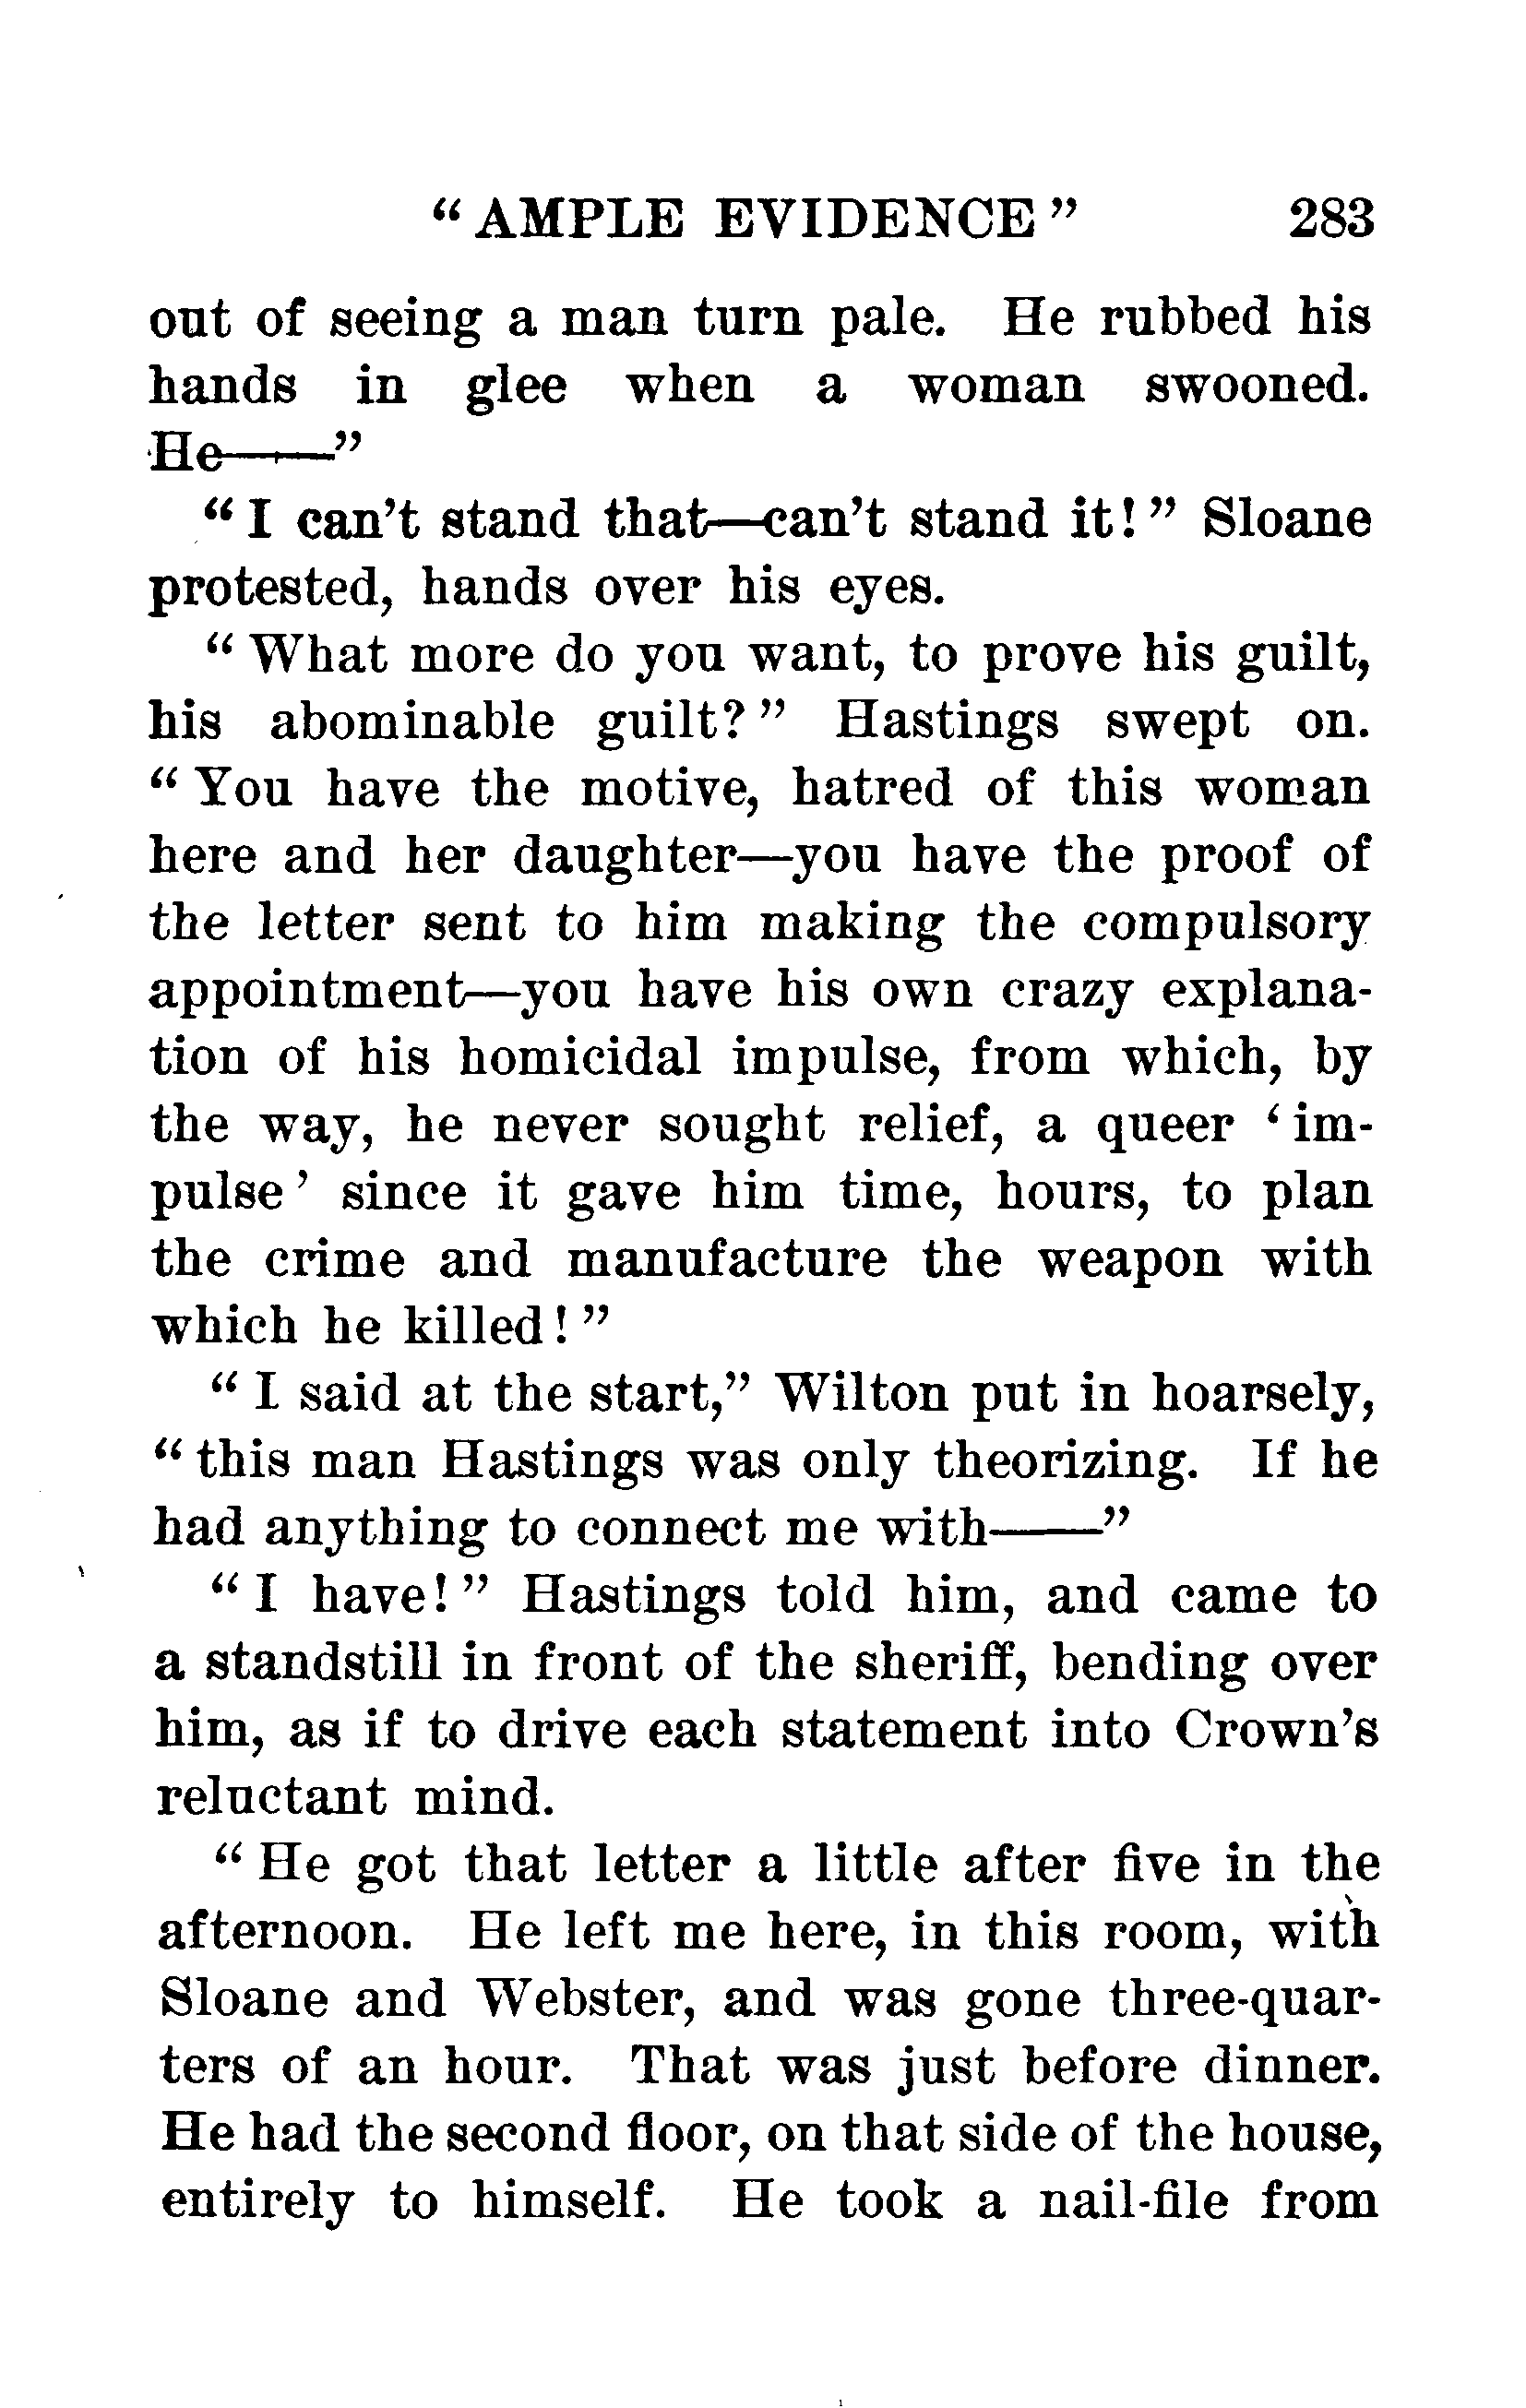 “ AMPLE EVIDENCE ” 283
out of seeing a man turn pale. He rubbed his
hands in glee when a woman swooned.
He——”
“ I can’t stand that—can’t stand it! ” Sloane
protested, hands over his eyes.
“ What more do you want, to prove his guilt,
his abominable guilt? ” Hastings swept on.
“ You have the motive, hatred of this woman
here and her daughter—you have the proof of
the letter sent to him making the compulsory
appointment—you have his own crazy explana-
tion of his homicidal impulse, from which, by
the way, he never sought relief, a queer ‘ im-
pulse ’ since it gave him time, hours, to plan
the crime and manufacture the weapon with
which he killed! ”
“ I said at the start,” Wilton put in hoarsely,
“ this man Hastings was only theorizing. If he
had anything to connect me with——”
“ I have! ” Hastings told him, and came to
a standstill in front of the sheriff, bending over
him, as if to drive each statement into Crown’s
reluctant mind.
“ He got that letter a little after five in the
afternoon. He left me here, in this room, with
Sloane and Webster, and was gone three-quar-
ters of an hour. That was just before dinner.
He had the second floor, on that side of the house,
entirely to himself. He took a nail-file from